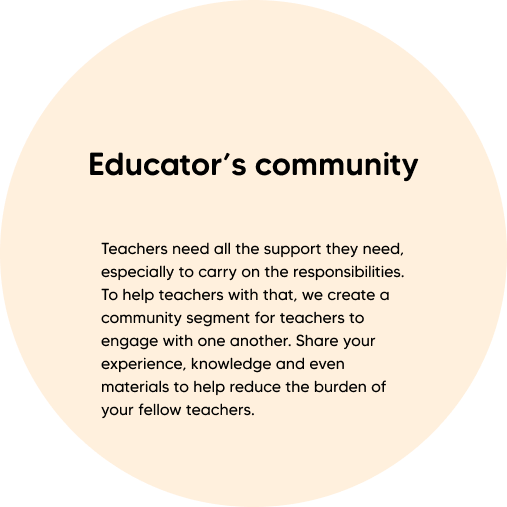 Educator’s community
Teachers need all the support they need,
especially to carry on the responsibilities.
To help teachers with that, we create a
community segment for teachers to
engage with one another. Share your
experience, knowledge and even
materials to help reduce the burden of
your fellow teachers.